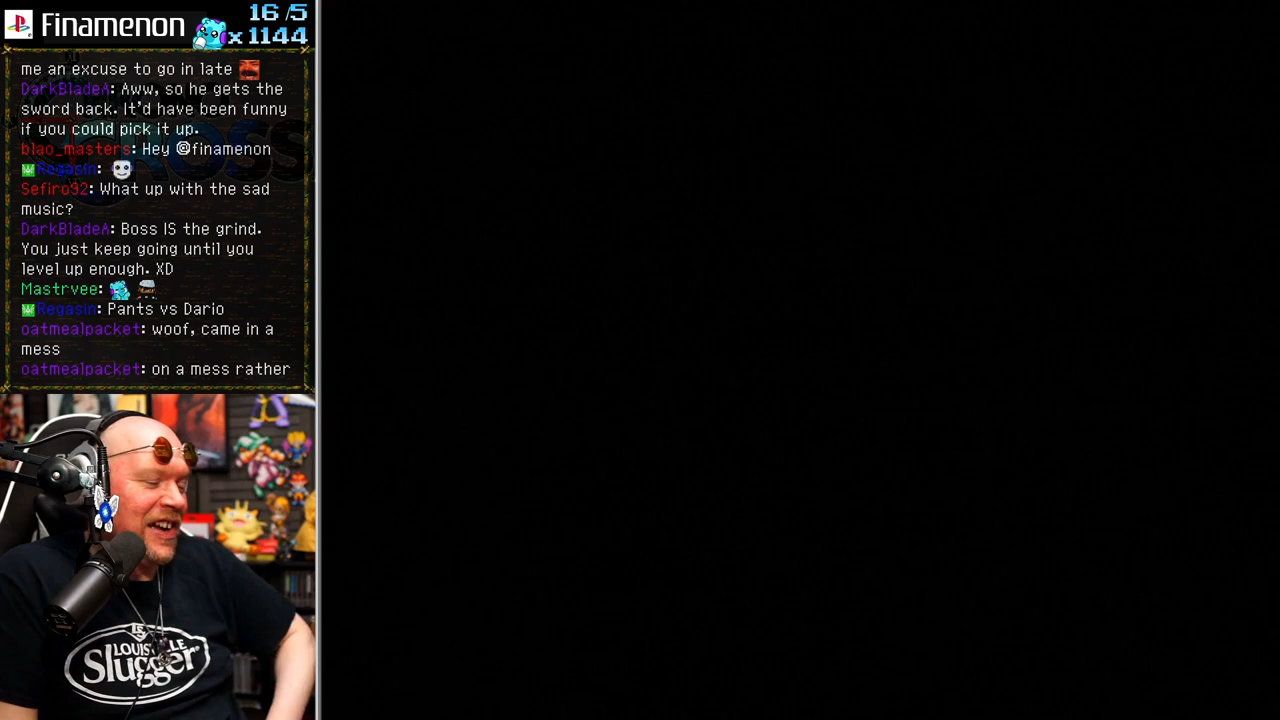 Finamenon
16/5
x1144
me an excuse to go in late
DarkBladeA: Aww, so he gets the
sword back. It'd have been funny
if you could pick it up.
blao_masters: Hey @finamenon
Regasin:
Sefiro92: What up with the sad
music?
DarkBladeA: Boss IS the grind.
You just keep going until you
level up enough. XD
Mastrvee:
Regasin: Pants vs Dario
oatmealpacket: woof, came in a
mess
oatmealpacket: on a mess rather
LOUISVILLE
Slugger